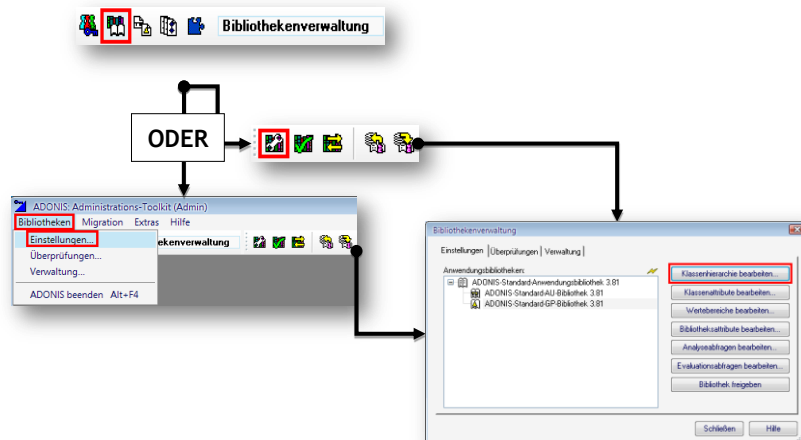 Bibliothekenverwaltung
ODER
ADONIS: Administrations-Toolkit (Admin)
Bibliotheken Migration Extras Hilfe
Einstellungen... ekenverwaltung
Überprüfungen...
Verwaltung...
ADONIS beenden Alt+F4
Bibliothekenverwaltung
Einstellungen Überprüfungen Verwaltung
Anwendungsbibliotheken:
ADONIS-Standard-Anwendungsbibliothek 3.81
ADONIS-Standard-AU-Bibliothek 3.81
ADONIS-Standard-GP-Bibliothek 3.81
Klassenhierarchie bearbeiten...
Klassenattribute bearbeiten...
Wertebereiche bearbeiten...
Bibliotheksattribute bearbeiten...
Analyseabfragen bearbeiten...
Evaluationsabfragen bearbeiten...
Bibliothek freigeben
Schließen Hilfe